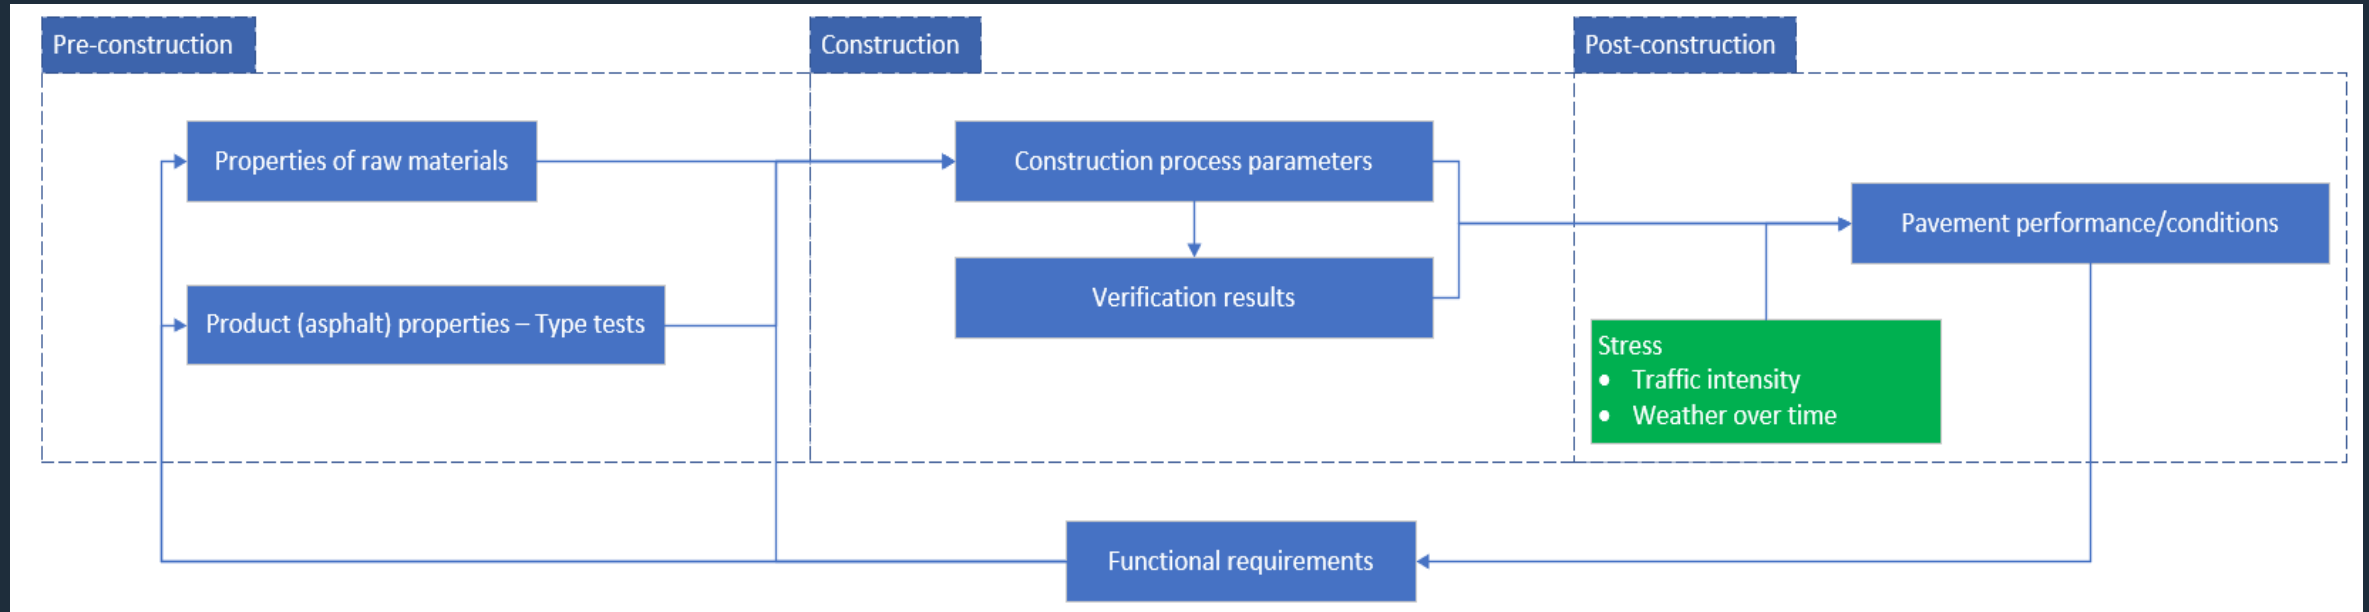 Pre-construction
Construction
Post-construction
Properties of raw materials
Construction process parameters
Pavement performance/conditions
Product (asphalt) properties – Type tests
Verification results
Stress
• Traffic intensity
• Weather over time
Functional requirements